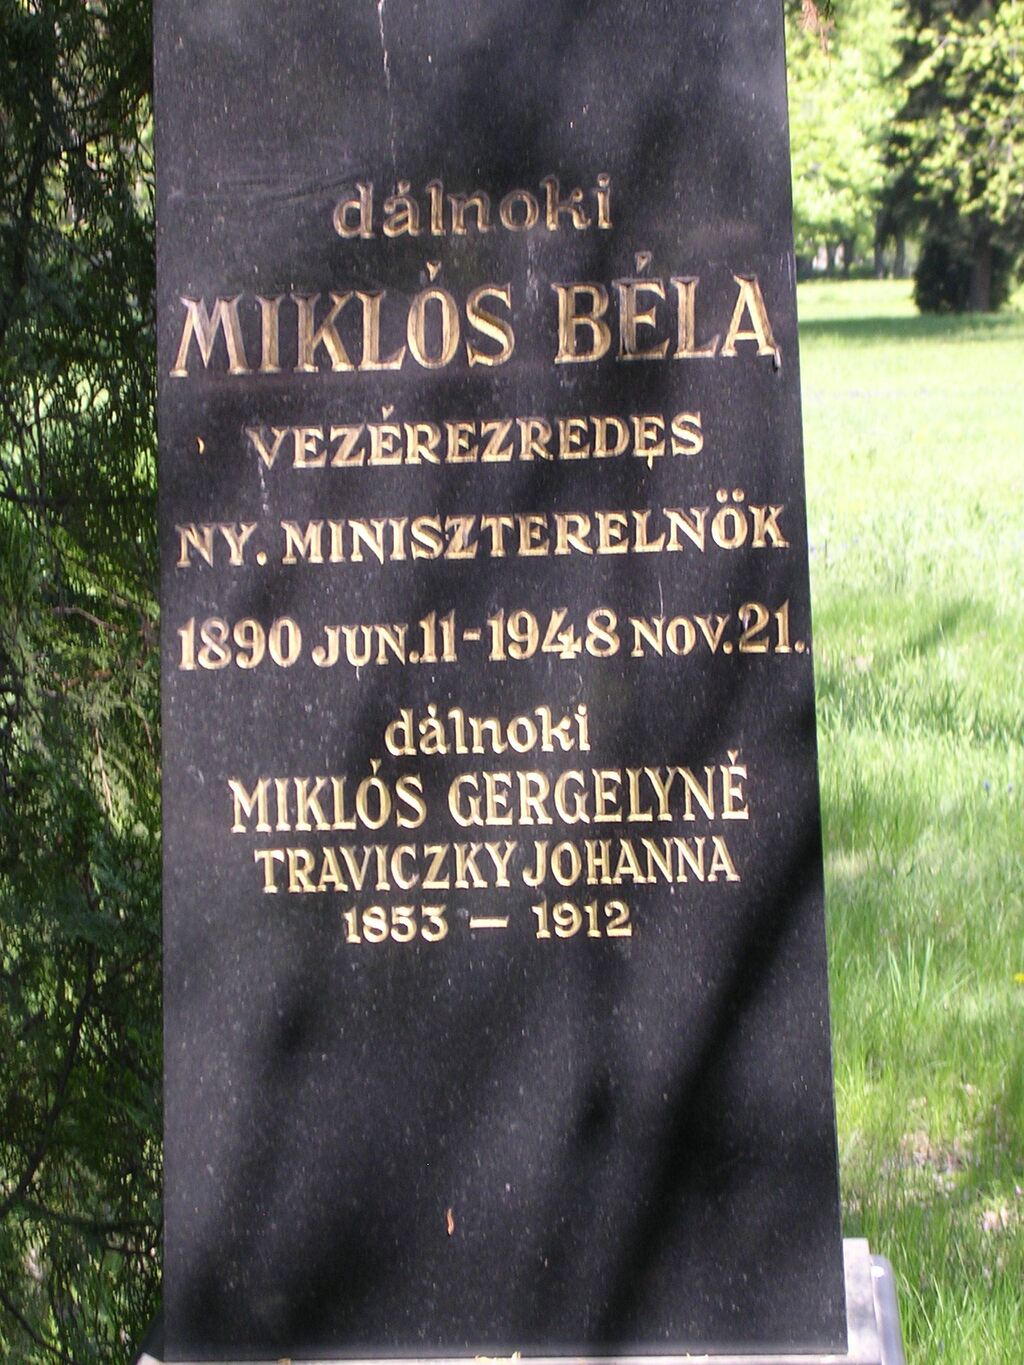 dálnoki
MIKLÓS BÉLA
VEZÉREZREDES
NY. MINISZTERELNÖK
1890 JUN.11-1948 NOV.21.
dálnoki
MIKLÓS GERGELYNÉ
TRAVICZKY JOHANNA
1853 – 1912